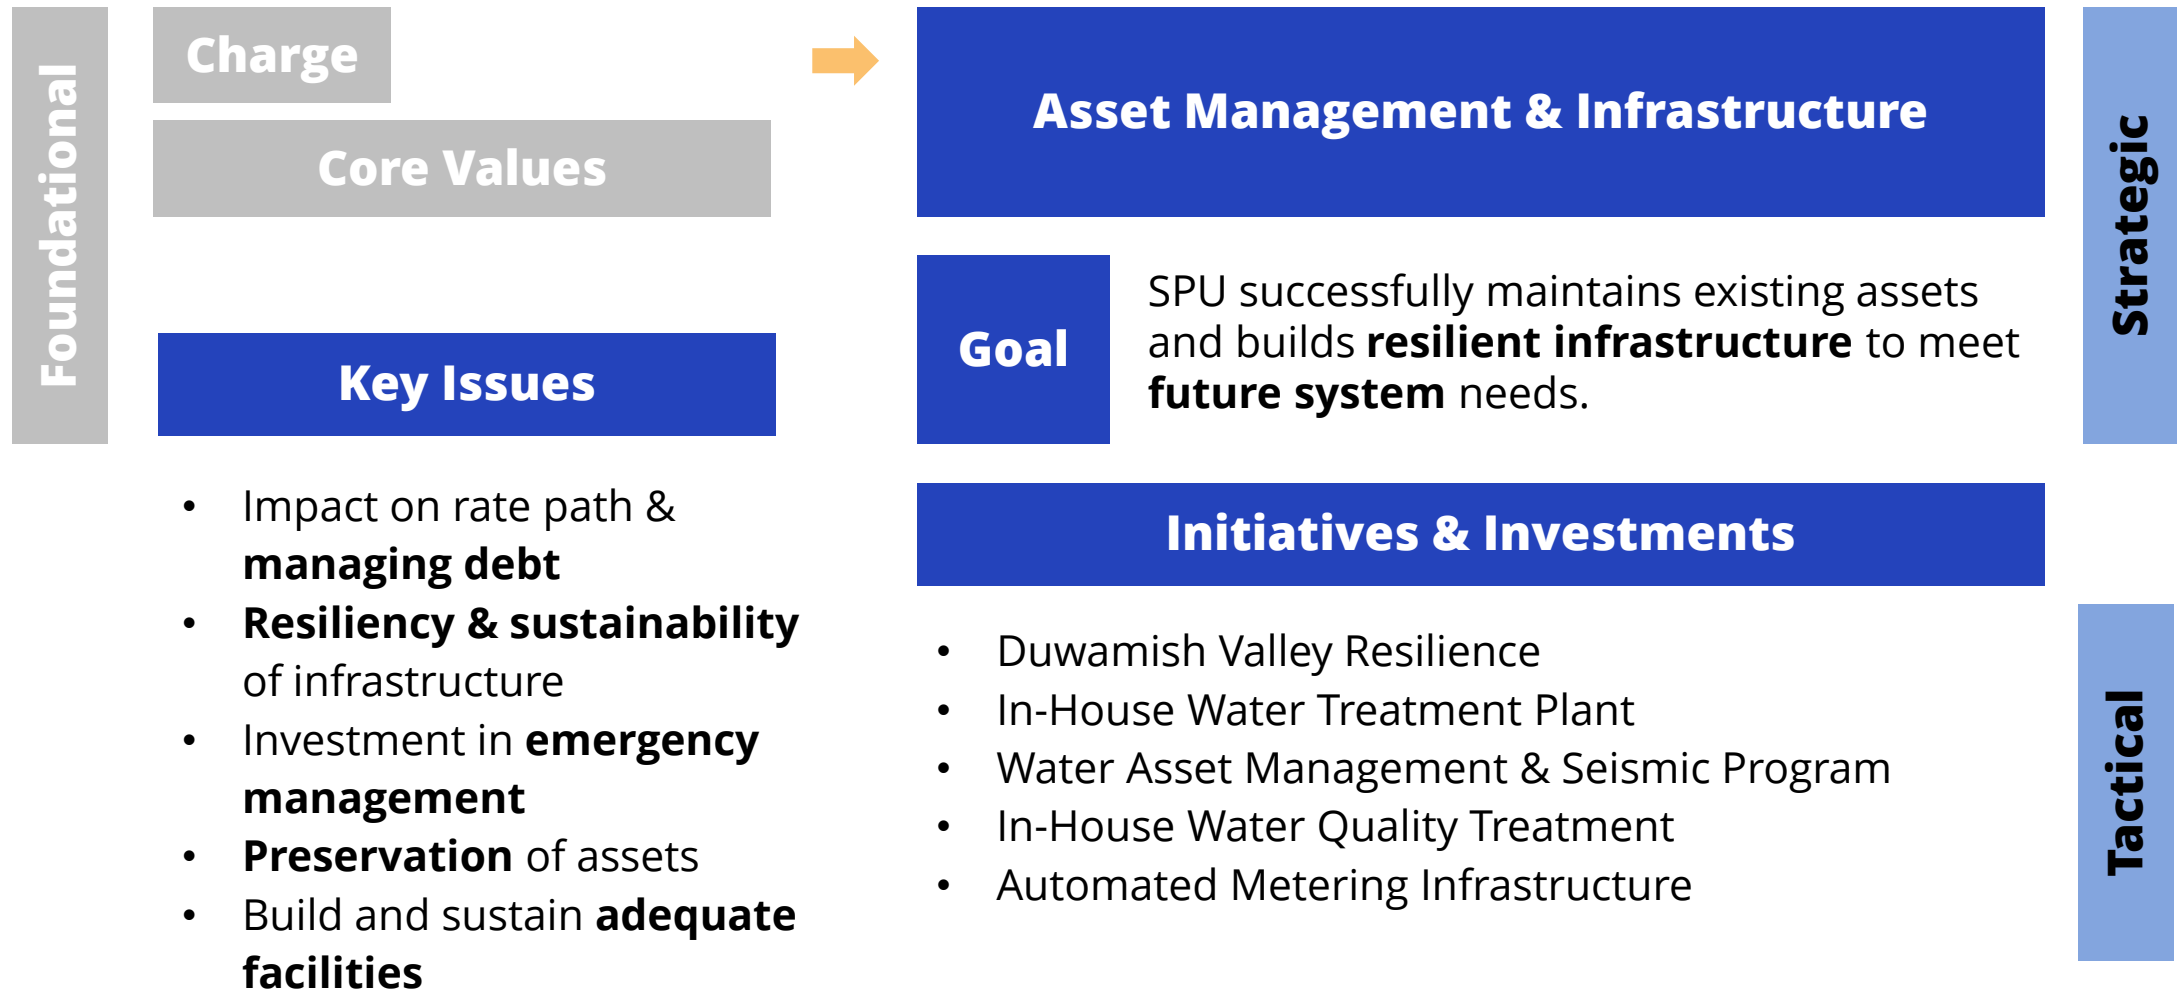 Foundational
Charge
Core Values
Key Issues
• Impact on rate path &
managing debt
• Resiliency & sustainability
of infrastructure
• Investment in emergency
management
• Preservation of assets
• Build and sustain adequate
facilities
Asset Management & Infrastructure
Goal
SPU successfully maintains existing assets
and builds resilient infrastructure to meet
future system needs.
Initiatives & Investments
• Duwamish Valley Resilience
• In-House Water Treatment Plant
• Water Asset Management & Seismic Program
• In-House Water Quality Treatment
• Automated Metering Infrastructure
Strategic
Tactical